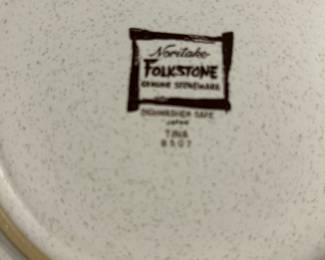 Noritake
FOLKSTONE
GENUINE STONEWARE
DISHWASHER SAFE
JAPAN
TINA
8507